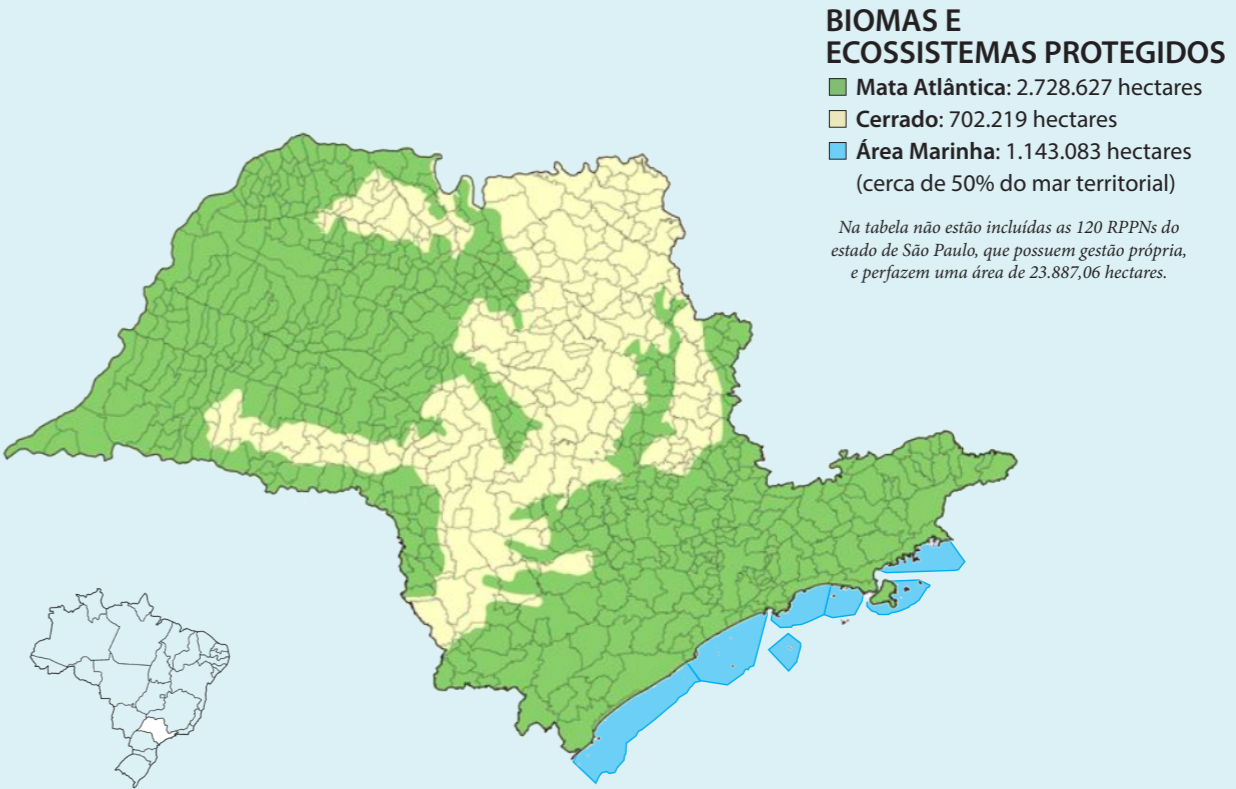 BIOMAS E
ECOSSISTEMAS PROTEGIDOS
Mata Atlântica: 2.728.627 hectares
Cerrado: 702.219 hectares
Área Marinha: 1.143.083 hectares
(cerca de 50% do mar territorial)
Na tabela não estão incluídas as 120 RPPNs do
estado de São Paulo, que possuem gestão própria,
e perfazem uma área de 23.887,06 hectares.